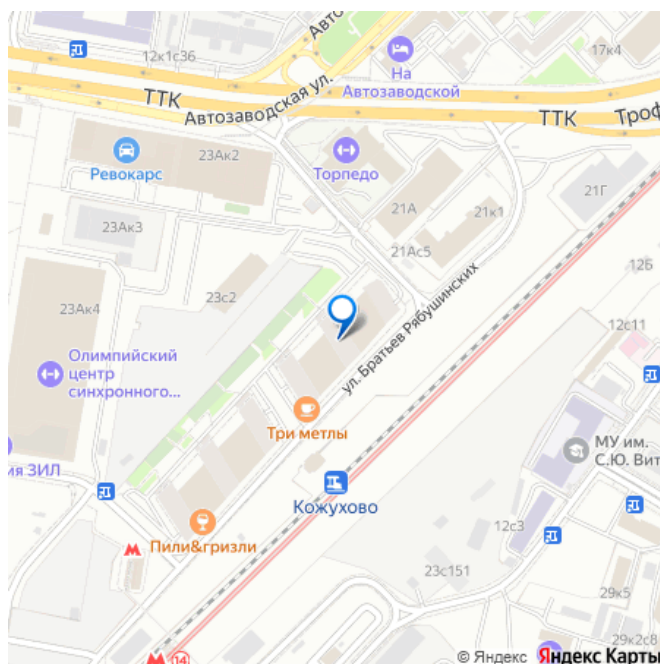 12к1с36
Авто
17к4
На
Автозаводской
ТТК
Автозаводская ул.
ТТК
Троф
23Ак2
Ревокарс
Торпедо
21Г
21А
21к1
23Ак3
21Ас5
12Б
23с2
23Ак4
ул. Братьев Рябушинских
12с11
Олимпийский
центр
синхронного...
Три метлы
МУ им.
С.Ю. Вит
ия ЗИЛ
Кожухово
Пили&гризли
12с3
23с151
29к5
29к2с8
14
© Яндекс Яндекс Карты